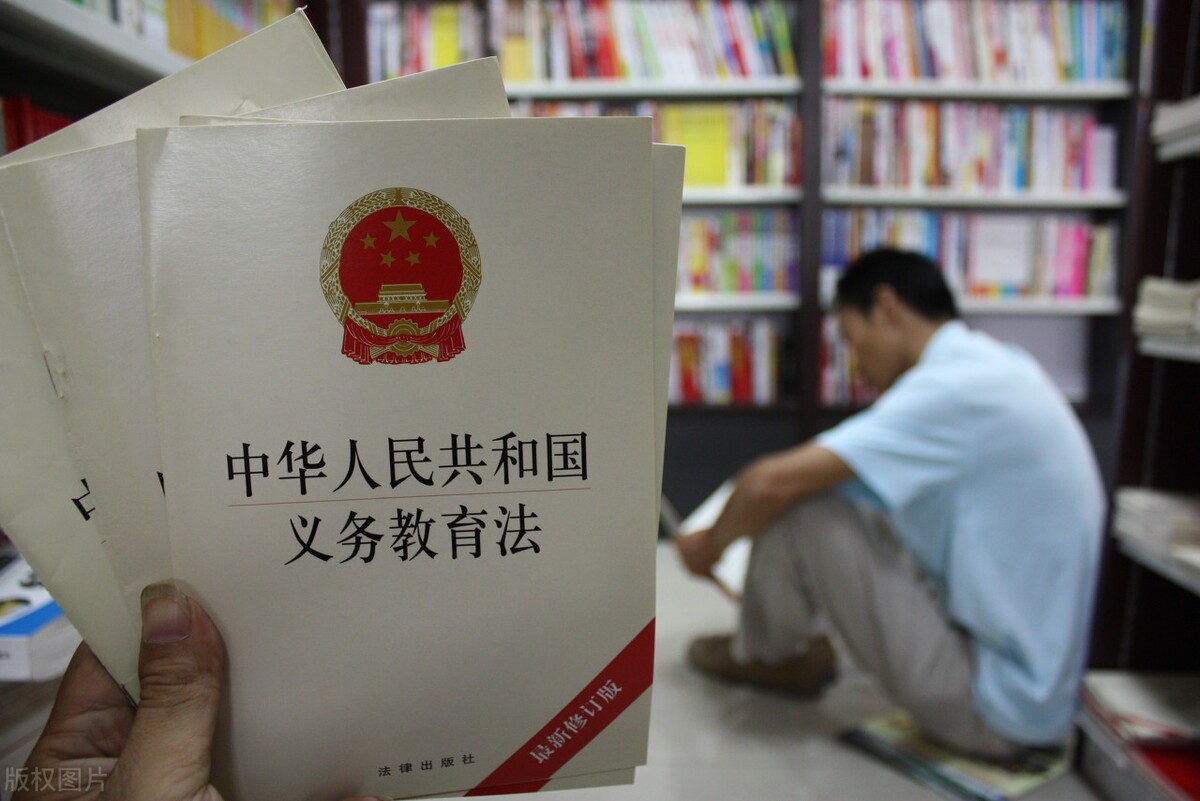 中华人民共和国
义务教育法
最新修订版
法律出版社
版权图片